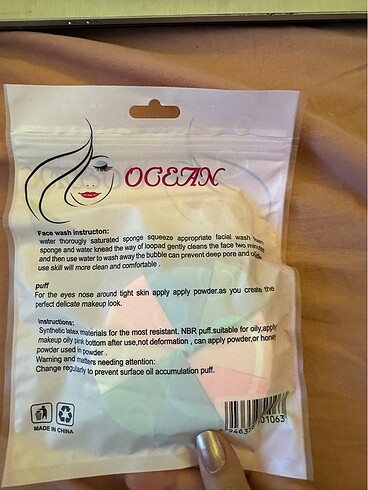 OCEAN
Face wash instructon:
water thorougly saturated sponge squeeze appropriate facial wash
sponge and water knead the way of loopad gently cleans the face two
and then use water to wash away the bubble can prevent deep pore and
use skill will more clean and comfortable .
puff
For the eyes nose around tight skin apply apply powder.as you create the
perfect delicate makeup look.
instructions:
Synthetic latex materials for the most resistant. NBR puff.suitable for oily,apply
makeup oily pink bottom after use,not deformation , can apply powder,or
powder used in powder .
Warning and matters needing attention:
Change regularly to prevent surface oil accumulation puff.
MADE IN CHINA